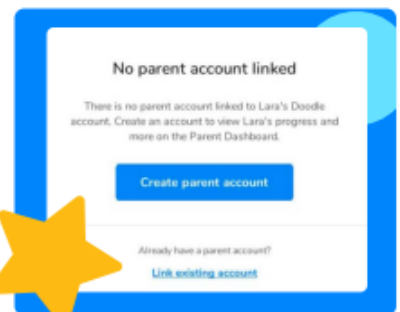 No parent account linked
There is no parent account linked to Lara's Doodle
account. Create an account to view Lara's progress and
more on the Parent Dashboard.
Create parent account
Already have a parent account?
Link existing account